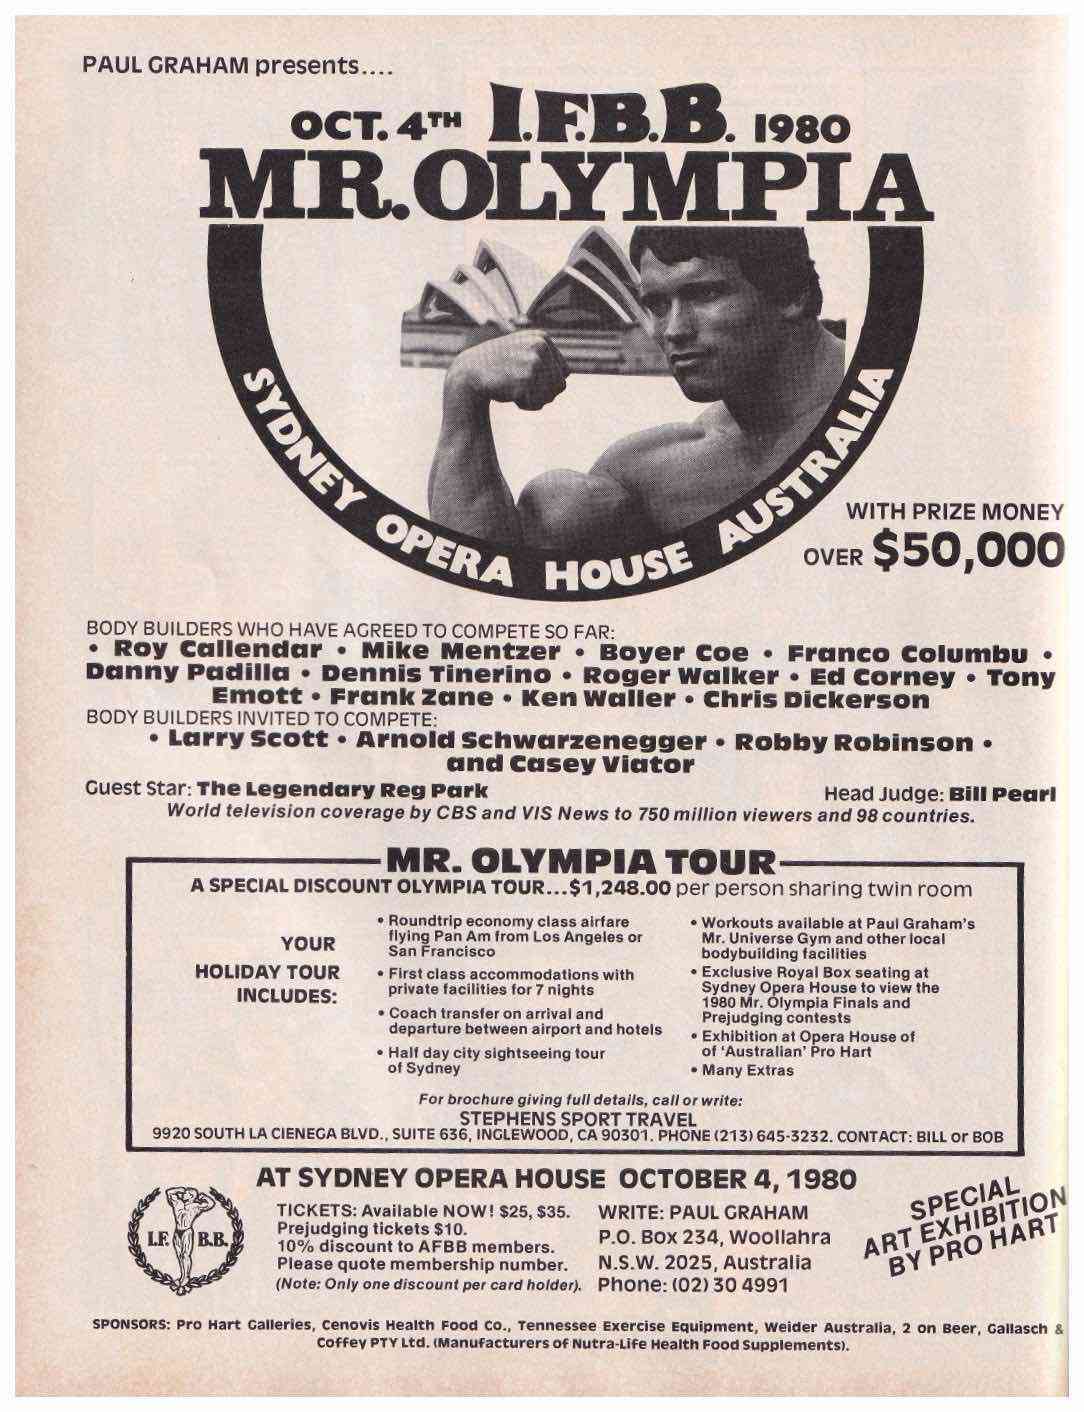 PAUL GRAHAM presents....
OCT. 4TH I.F.B.B. 1980
MR. OLYMPIA
SYDNEY OPERA HOUSE AUSTRALIA
WITH PRIZE MONEY
OVER $50,000
BODY BUILDERS WHO HAVE AGREED TO COMPETE SO FAR:
• Roy Callendar • Mike Mentzer • Boyer Coe • Franco Columbu •
Danny Padilla • Dennis Tinerino • Roger Walker • Ed Corney • Tony
Emott • Frank Zane • Ken Waller • Chris Dickerson
BODY BUILDERS INVITED TO COMPETE:
• Larry Scott • Arnold Schwarzenegger • Robby Robinson •
and Casey Viator
Guest Star: The Legendary Reg Park
Head Judge: Bill Pearl
World television coverage by CBS and VIS News to 750 million viewers and 98 countries.
MR. OLYMPIA TOUR
A SPECIAL DISCOUNT OLYMPIA TOUR...$1,248.00 per person sharing twin room
YOUR
HOLIDAY TOUR
INCLUDES:
• Roundtrip economy class airfare
flying Pan Am from Los Angeles or
San Francisco
• First class accommodations with
private facilities for 7 nights
• Coach transfer on arrival and
departure between airport and hotels
• Half day city sightseeing tour
of Sydney
• Workouts available at Paul Graham's
Mr. Universe Gym and other local
bodybuilding facilities
• Exclusive Royal Box seating at
Sydney Opera House to view the
1980 Mr. Olympia Finals and
Prejudging contests
• Exhibition at Opera House of
of 'Australian' Pro Hart
• Many Extras
For brochure giving full details, call or write:
STEPHENS SPORT TRAVEL
9920 SOUTH LA CIENEGA BLVD., SUITE 636, INGLEWOOD, CA 90301. PHONE (213) 645-3232. CONTACT: BILL or BOB
AT SYDNEY OPERA HOUSE OCTOBER 4, 1980
I.F. B.B.
TICKETS: Available NOW! $25, $35.
Prejudging tickets $10.
10% discount to AFBB members.
Please quote membership number.
(Note: Only one discount per card holder).
WRITE: PAUL GRAHAM
P.O. Box 234, Woollahra
N.S.W. 2025, Australia
Phone: (02) 30 4991
SPECIAL
ART EXHIBITION
BY PRO HART
SPONSORS: Pro Hart Galleries, Cenovis Health Food Co., Tennessee Exercise Equipment, Weider Australia, 2 on Beer, Gallasch &
Coffey PTY Ltd. (Manufacturers of Nutra-Life Health Food Supplements).